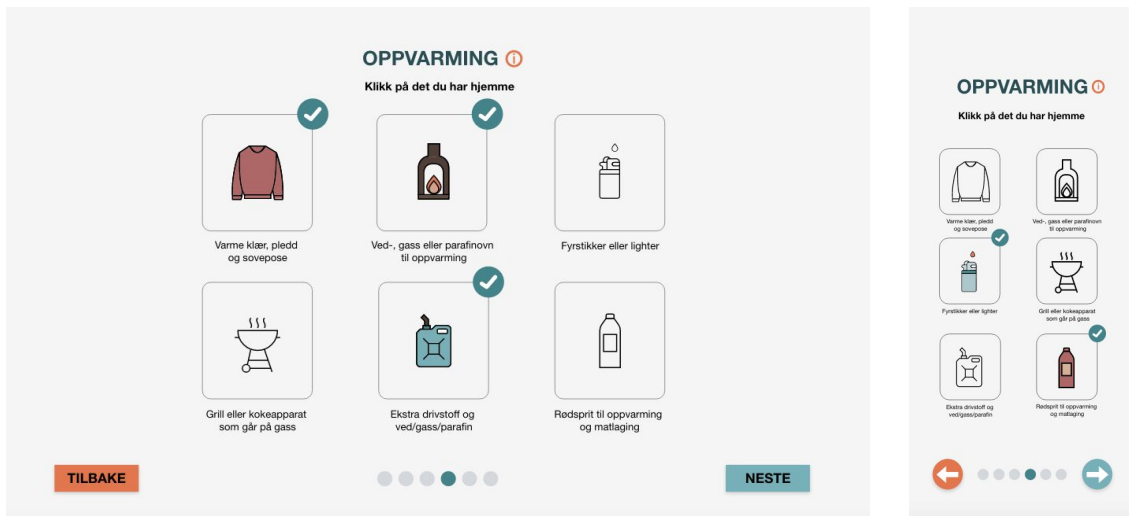 OPPVARMING
Klikk på det du har hjemme
Varme klær, pledd
og sovepose
Ved-, gass eller parafinovn
til oppvarming
Fyrstikker eller lighter
Grill eller kokeapparat
som går på gass
Ekstra drivstoff og
ved/gass/parafin
Rødsprit til oppvarming
og matlaging
TILBAKE
NESTE
OPPVARMING
Klikk på det du har hjemme
Varme klær, pledd
og sovepose
Ved-, gass eller parafinovn
til oppvarming
Fyrstikker eller lighter
Grill eller kokeapparat
som går på gass
Ekstra drivstoff og
ved/gass/parafin
Rødsprit til oppvarming
og matlaging